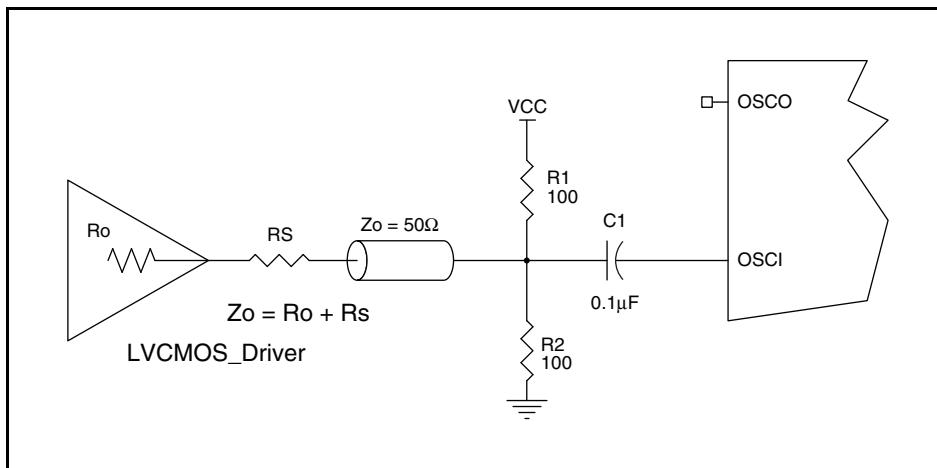 OSCO
VCC
R1
100
Zo = 50Ω
C1
Ro
RS
OSCI
0.1µF
Zo = Ro + Rs
R2
100
LVCMOS_Driver